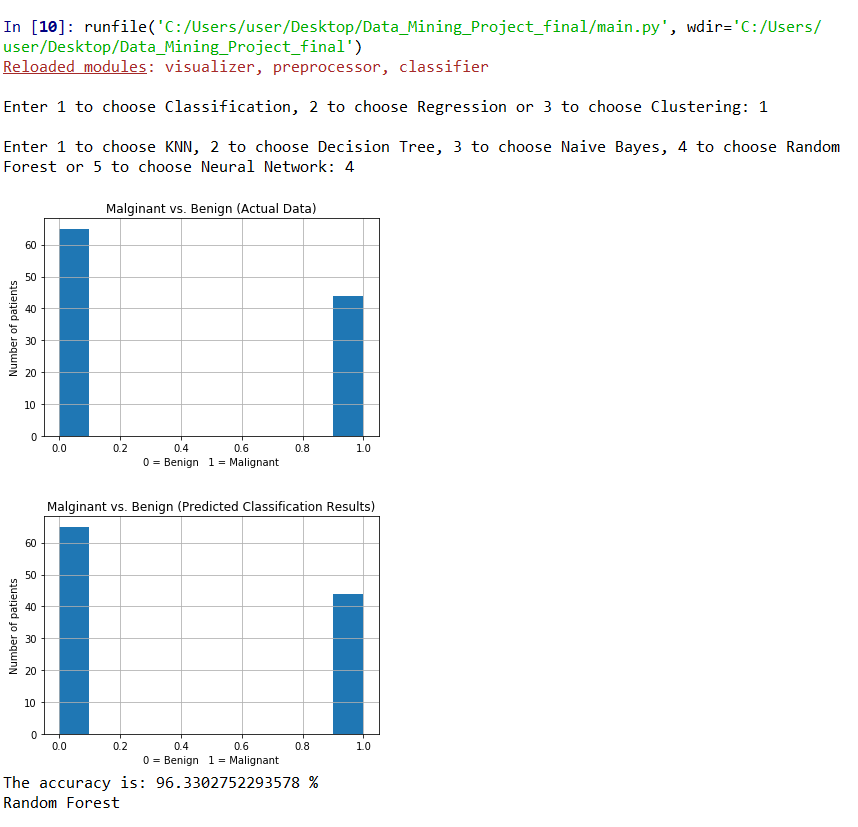 In [10]: runfile('C:/Users/user/Desktop/Data_Mining_Project_final/main.py', wdir='C:/Users/
user/Desktop/Data_Mining_Project_final')
Reloaded modules: visualizer, preprocessor, classifier
Enter 1 to choose Classification, 2 to choose Regression or 3 to choose Clustering: 1
Enter 1 to choose KNN, 2 to choose Decision Tree, 3 to choose Naive Bayes, 4 to choose Random
Forest or 5 to choose Neural Network: 4
Malginant vs. Benign (Actual Data)
Number of patients
60
50
40
30
20
10
0
0.0 0.2 0.4 0.6 0.8 1.0
0 = Benign 1 = Malignant
Malginant vs. Benign (Predicted Classification Results)
Number of patients
60
50
40
30
20
10
0
0.0 0.2 0.4 0.6 0.8 1.0
0 = Benign 1 = Malignant
The accuracy is: 96.3302752293578 %
Random Forest